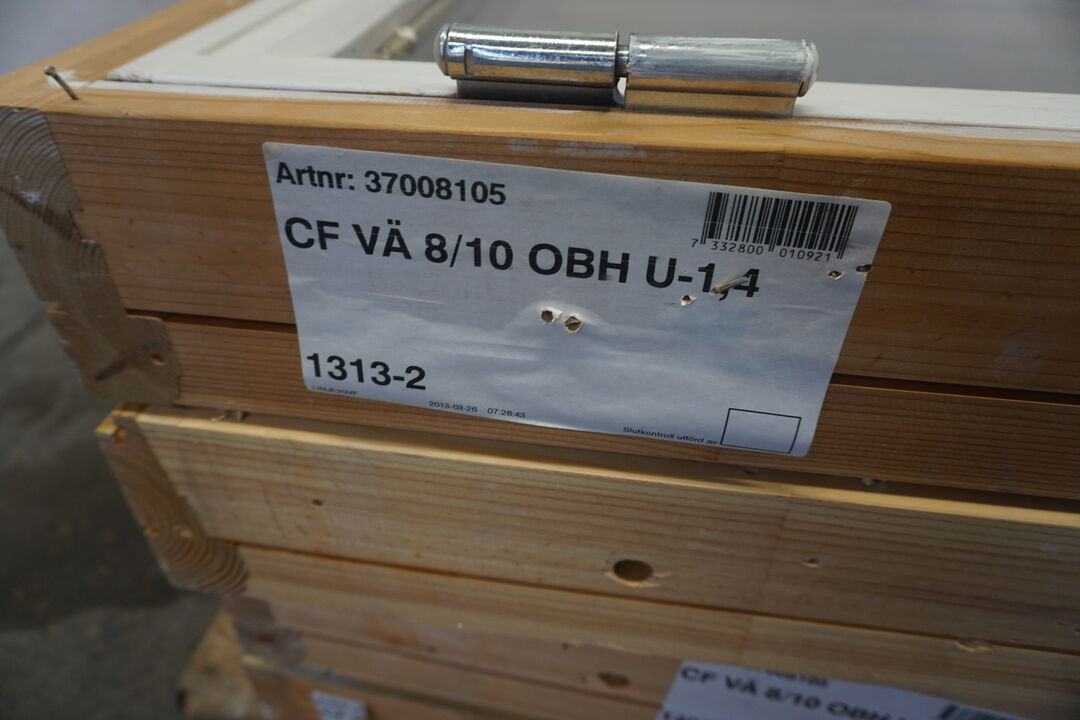 Artnr: 37008105
7 332800 010921
CF VÄ 8/10 OBH U-1,4
1313-2
2013-03-26 07:28:43
Slutkontroll utförd av
CF VÄ 8/10 OBH